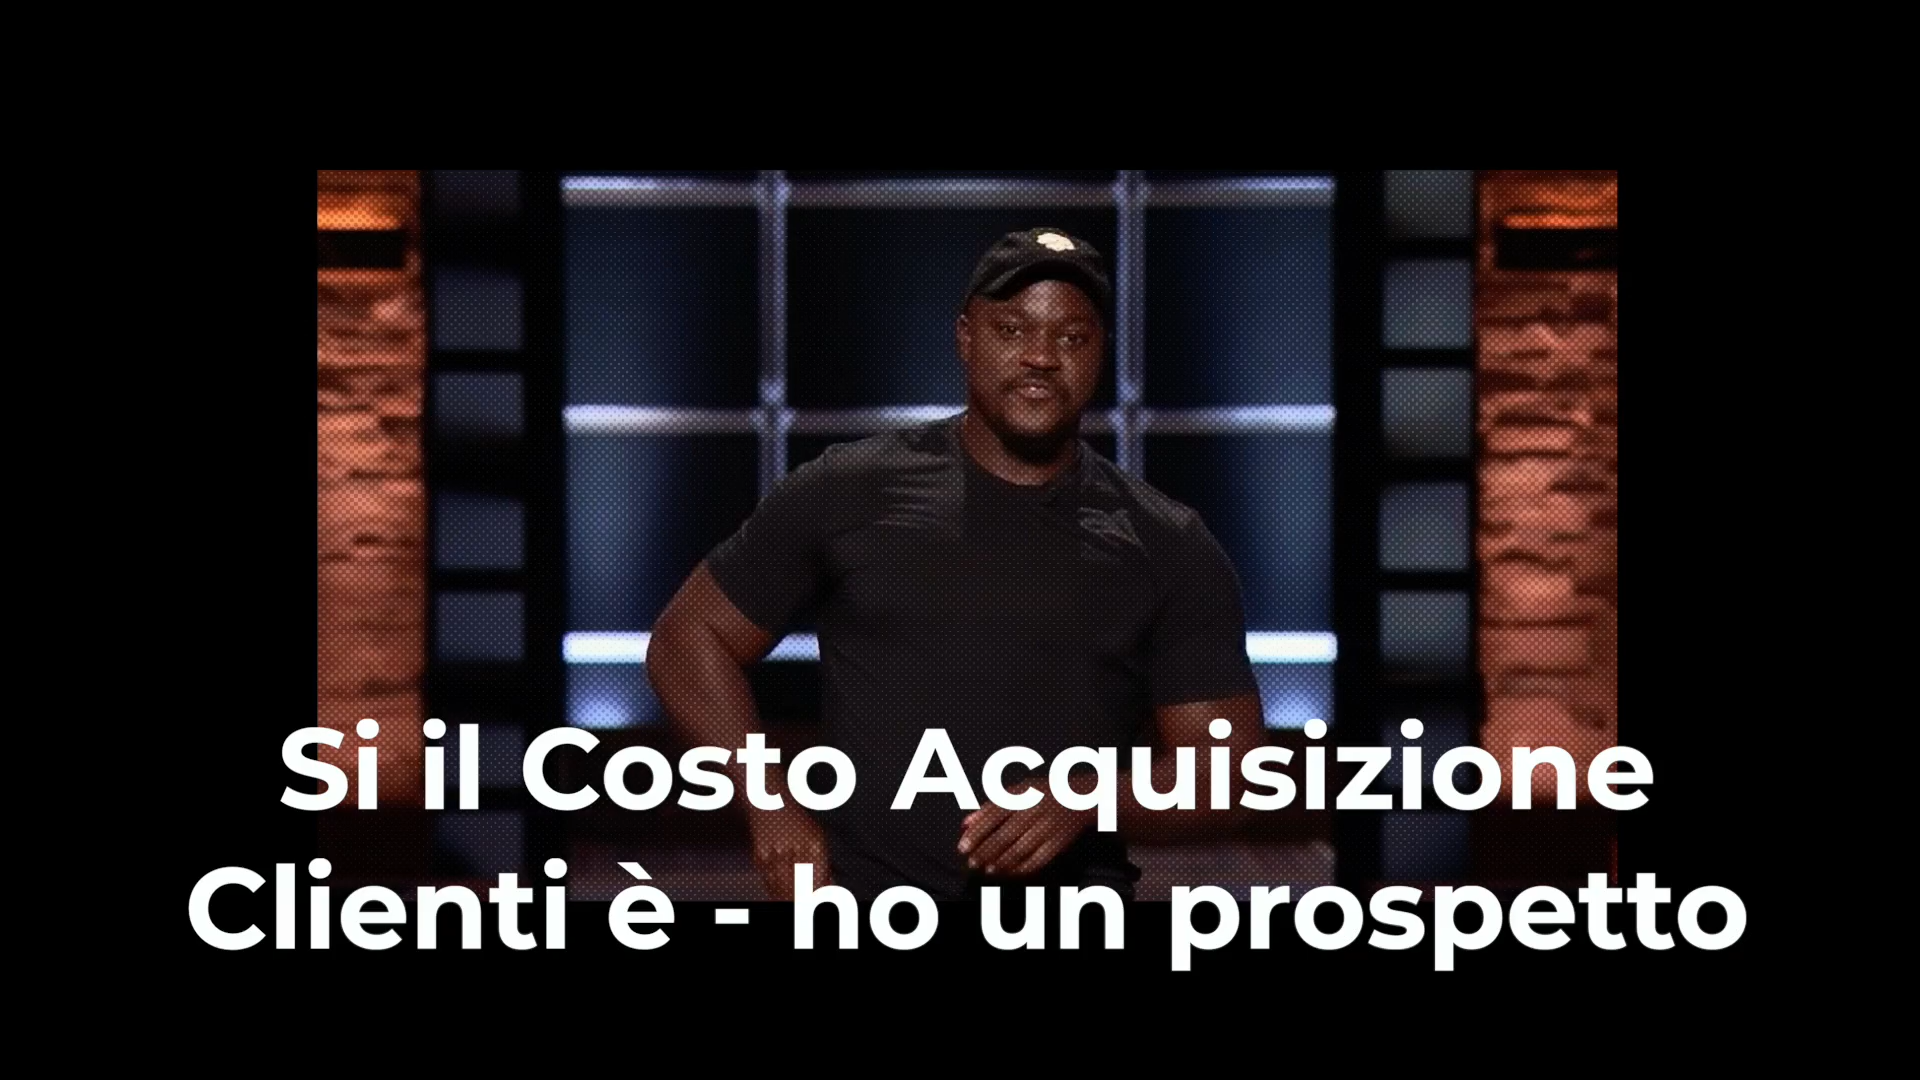 Si il Costo Acquisizione
Clienti è - ho un prospetto